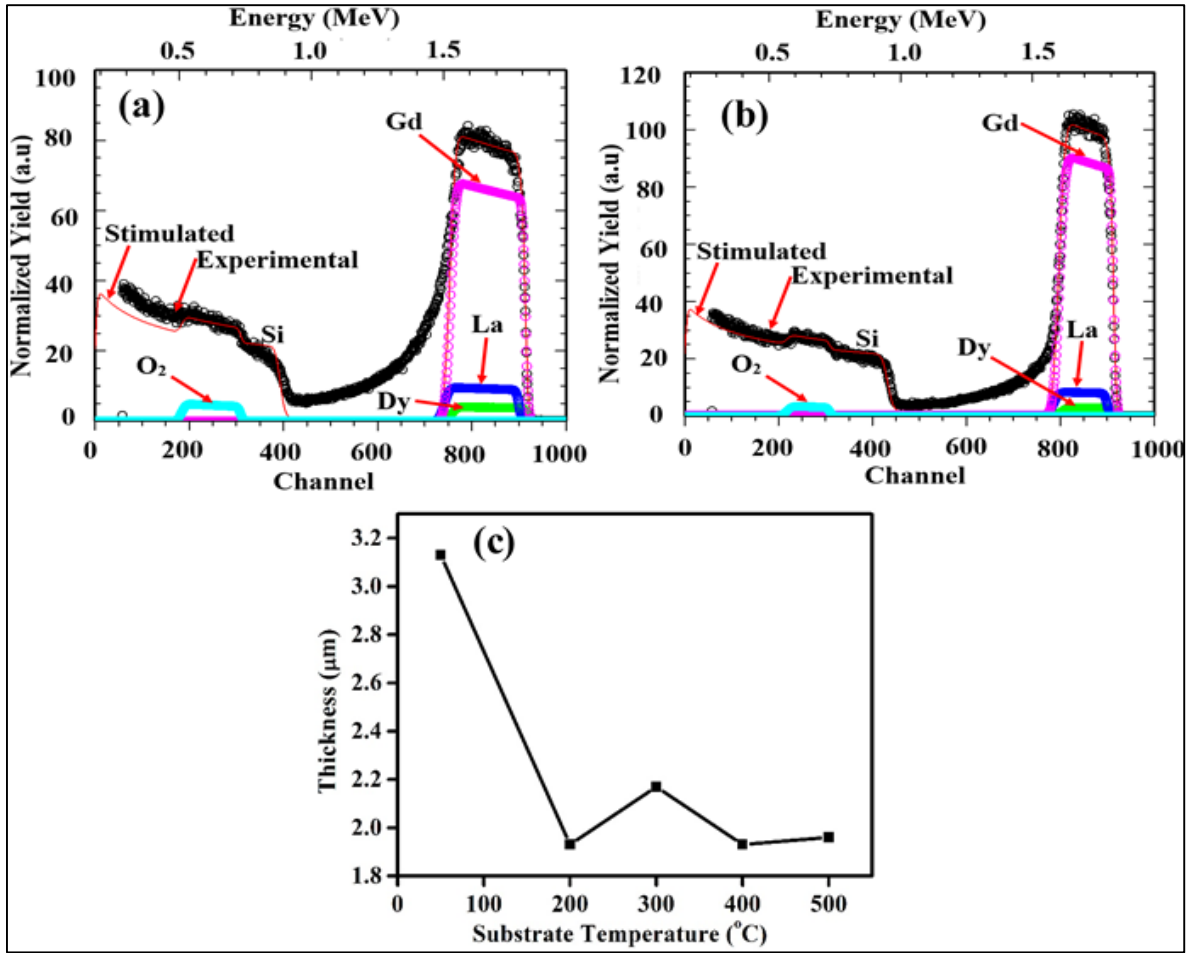 Energy (MeV)
0.5 1.0 1.5
(a)
Normalized Yield (a.u)
100
80
60
40
20
0
Gd
Stimulated
Experimental
Si
La
O2
Dy
0 200 400 600 800 1000
Channel
Energy (MeV)
0.5 1.0 1.5
(b)
Normalized Yield (a.u)
120
100
80
60
40
20
0
Gd
Stimulated
Experimental
Si
La
O2
Dy
0 200 400 600 800 1000
Channel
(c)
Thickness (μm)
3.2
3.0
2.8
2.6
2.4
2.2
2.0
1.8
0 100 200 300 400 500
Substrate Temperature (°C)